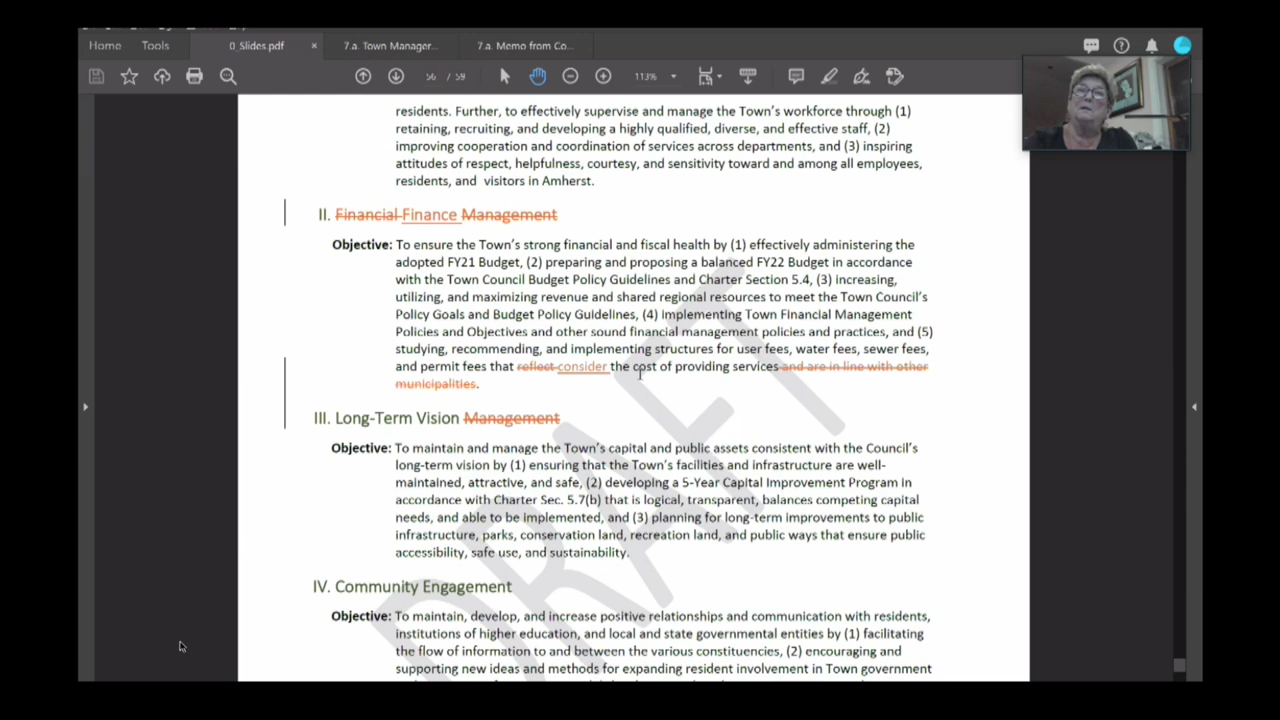 Home Tools 0_Slides.pdf × 7.a. Town Manager... 7.a. Memo from Co...
56 / 59 113%
residents. Further, to effectively supervise and manage the Town's workforce through (1)
retaining, recruiting, and developing a highly qualified, diverse, and effective staff, (2)
improving cooperation and coordination of services across departments, and (3) inspiring
attitudes of respect, helpfulness, courtesy, and sensitivity toward and among all employees,
residents, and visitors in Amherst.
II. Financial Finance Management
Objective: To ensure the Town's strong financial and fiscal health by (1) effectively administering the
adopted FY21 Budget, (2) preparing and proposing a balanced FY22 Budget in accordance
with the Town Council Budget Policy Guidelines and Charter Section 5.4, (3) increasing,
utilizing, and maximizing revenue and shared regional resources to meet the Town Council's
Policy Goals and Budget Policy Guidelines, (4) implementing Town Financial Management
Policies and Objectives and other sound financial management policies and practices, and (5)
studying, recommending, and implementing structures for user fees, water fees, sewer fees,
and permit fees that reflect consider the cost of providing services and are in line with other
municipalities.
III. Long-Term Vision Management
Objective: To maintain and manage the Town's capital and public assets consistent with the Council's
long-term vision by (1) ensuring that the Town's facilities and infrastructure are well-
maintained, attractive, and safe, (2) developing a 5-Year Capital Improvement Program in
accordance with Charter Sec. 5.7(b) that is logical, transparent, balances competing capital
needs, and able to be implemented, and (3) planning for long-term improvements to public
infrastructure, parks, conservation land, recreation land, and public ways that ensure public
accessibility, safe use, and sustainability.
IV. Community Engagement
Objective: To maintain, develop, and increase positive relationships and communication with residents,
institutions of higher education, and local and state governmental entities by (1) facilitating
the flow of information to and between the various constituencies, (2) encouraging and
supporting new ideas and methods for expanding resident involvement in Town government
DRAFT